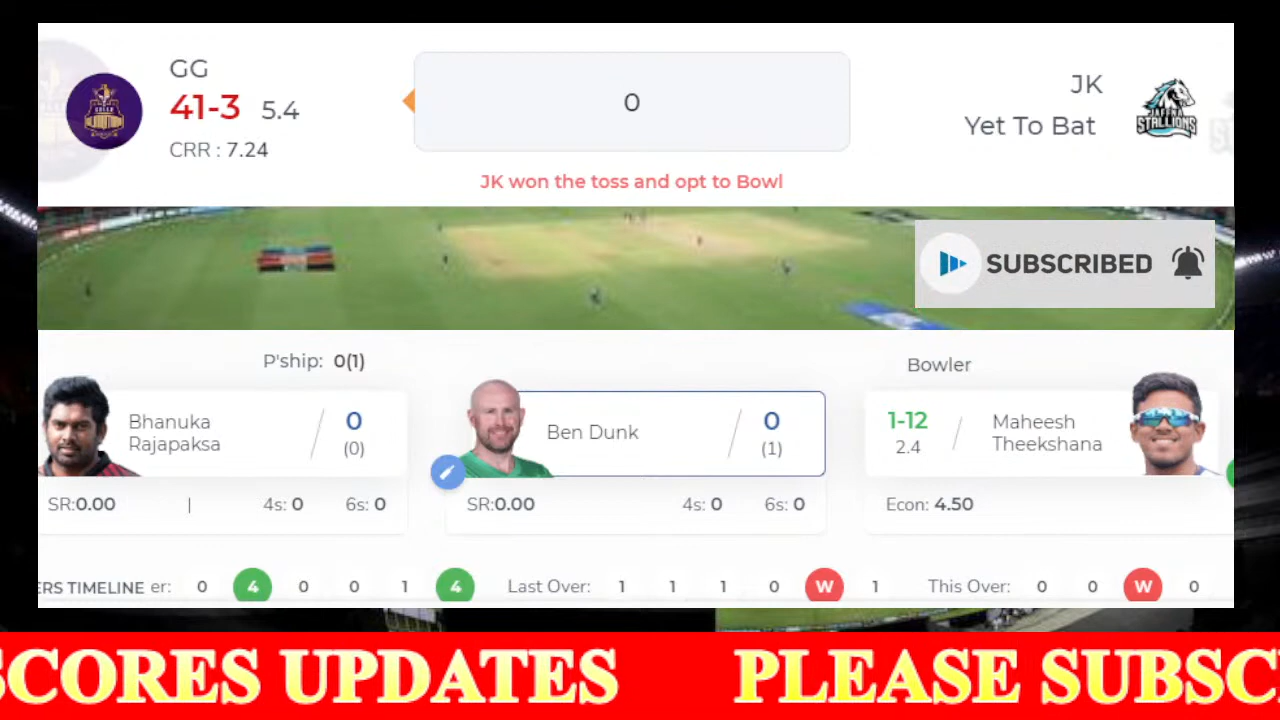 GG
41-3 5.4
CRR : 7.24
0
JK
Yet To Bat
JAFFNA
STALLIONS
JK won the toss and opt to Bowl
SUBSCRIBED
P'ship: 0(1)
Bhanuka
Rajapaksa
0
(0)
SR:0.00 | 4s: 0 6s: 0
Ben Dunk
0
(1)
SR:0.00 4s: 0 6s: 0
Bowler
1-12
2.4
Maheesh
Theekshana
Econ: 4.50
ERS TIMELINE er: 0 4 0 0 1 4 Last Over: 1 1 1 0 W 1 This Over: 0 0 W 0
SCORES UPDATES PLEASE SUBSC